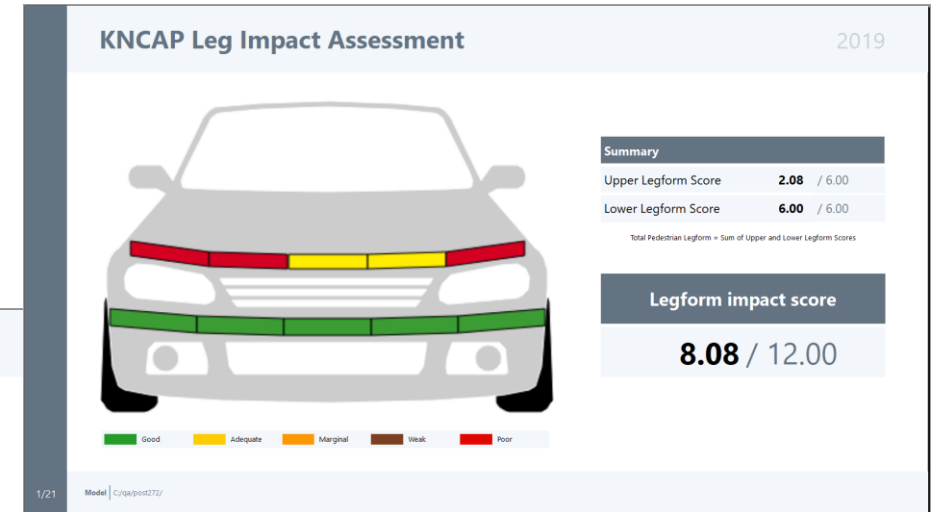 KNCAP Leg Impact Assessment
2019
Summary
Upper Legform Score 2.08 / 6.00
Lower Legform Score 6.00 / 6.00
Total Pedestrian Legform = Sum of Upper and Lower Legform Scores
Legform impact score
8.08 / 12.00
Good Adequate Marginal Weak Poor
1/21 Model C:/qa/post272/